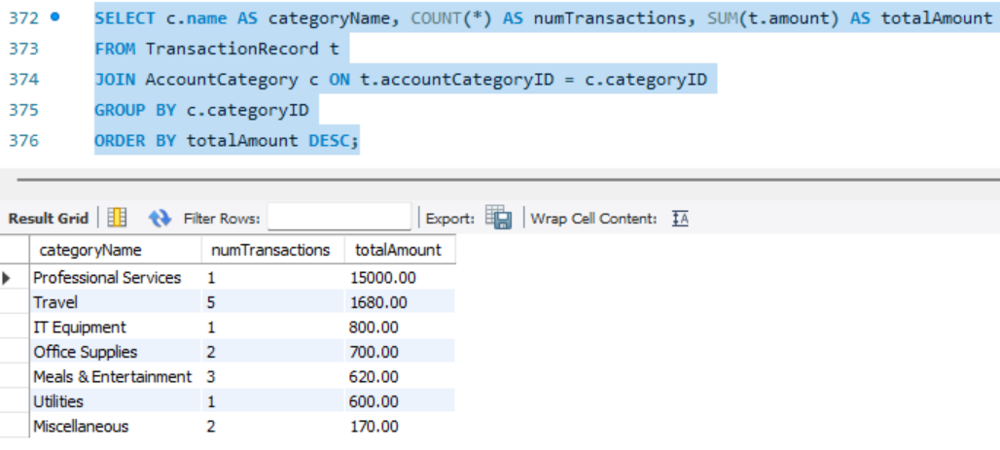 372 SELECT c.name AS categoryName, COUNT(*) AS numTransactions, SUM(t.amount) AS totalAmount
373 FROM TransactionRecord t
374 JOIN AccountCategory c ON t.accountCategoryID = c.categoryID
375 GROUP BY c.categoryID
376 ORDER BY totalAmount DESC;
Result Grid Filter Rows: Export: Wrap Cell Content: IA
categoryName numTransactions totalAmount
Professional Services 1 15000.00
Travel 5 1680.00
IT Equipment 1 800.00
Office Supplies 2 700.00
Meals & Entertainment 3 620.00
Utilities 1 600.00
Miscellaneous 2 170.00